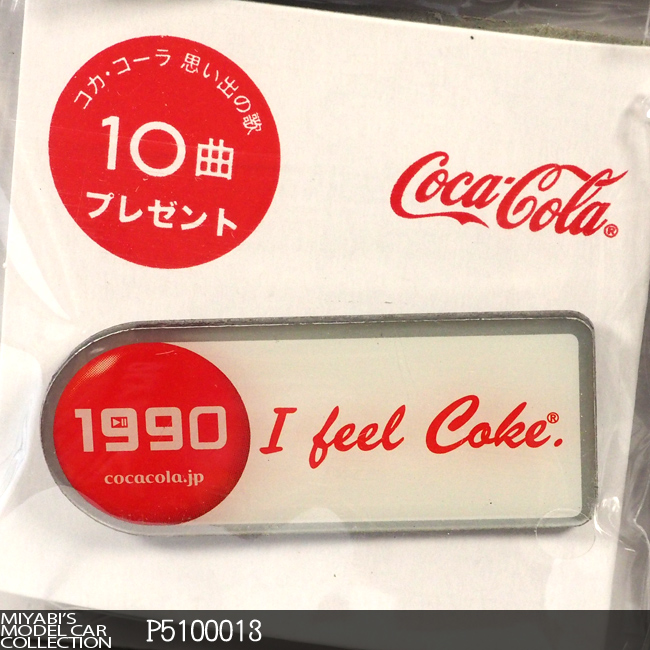 コカ・コーラ 思い出の歌
10曲
プレゼント
Coca-Cola®
1990
cocacola.jp
I feel Coke®.
MIYABI'S
MODEL CAR
COLLECTION
P5100013